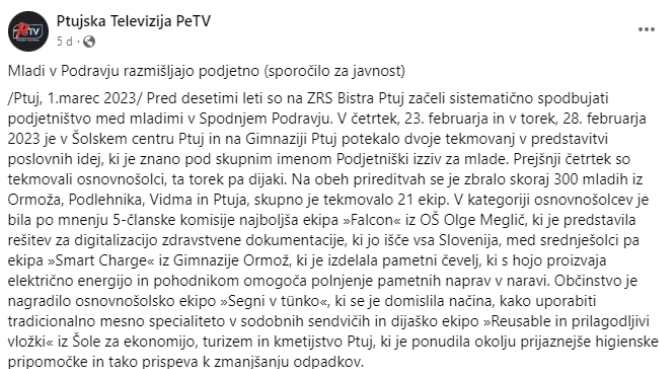 PeTV
Ptujska Televizija PeTV
5 d ·
Mladi v Podravju razmišljajo podjetno (sporočilo za javnost)
/Ptuj, 1.marec 2023/ Pred desetimi leti so na ZRS Bistra Ptuj začeli sistematično spodbujati
podjetništvo med mladimi v Spodnjem Podravju. V četrtek, 23. februarja in v torek, 28. februarja
2023 je v Šolskem centru Ptuj in na Gimnaziji Ptuj potekalo dvoje tekmovanj v predstavitvi
poslovnih idej, ki je znano pod skupnim imenom Podjetniški izziv za mlade. Prejšnji četrtek so
tekmovali osnovnošolci, ta torek pa dijaki. Na obeh prireditvah se je zbralo skoraj 300 mladih iz
Ormoža, Podlehnika, Vidma in Ptuja, skupno je tekmovalo 21 ekip. V kategoriji osnovnošolcev je
bila po mnenju 5-članske komisije najboljša ekipa »Falcon« iz OŠ Olge Meglič, ki je predstavila
rešitev za digitalizacijo zdravstvene dokumentacije, ki jo išče vsa Slovenija, med srednješolci pa
ekipa »Smart Charge« iz Gimnazije Ormož, ki je izdelala pametni čevelj, ki s hojo proizvaja
električno energijo in pohodnikom omogoča polnjenje pametnih naprav v naravi. Občinstvo je
nagradilo osnovnošolsko ekipo »Segni v tünko«, ki se je domislila načina, kako uporabiti
tradicionalno mesno specialiteto v sodobnih sendvičih in dijaško ekipo »Reusable in prilagodljivi
vložki« iz Šole za ekonomijo, turizem in kmetijstvo Ptuj, ki je ponudila okolju prijaznejše higienske
pripomočke in tako prispeva k zmanjšanju odpadkov.